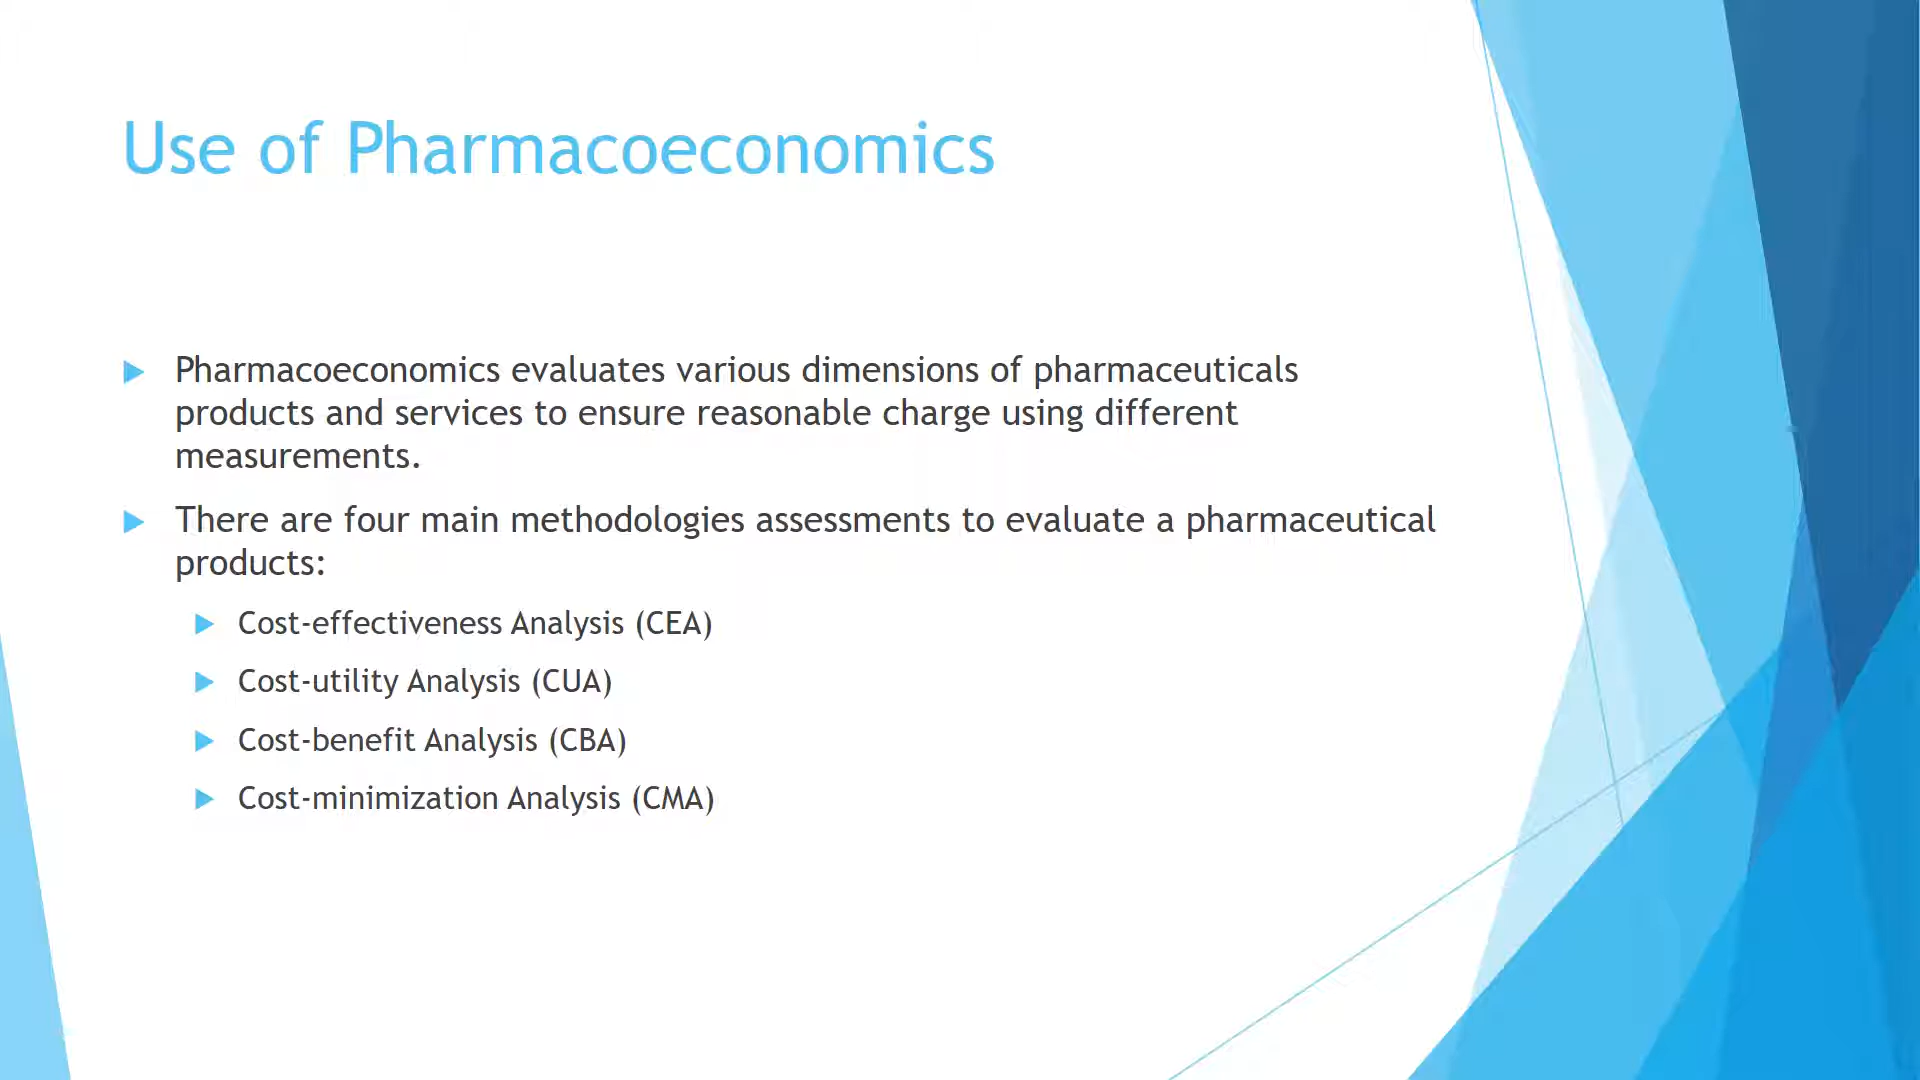 Use of Pharmacoeconomics
Pharmacoeconomics evaluates various dimensions of pharmaceuticals
products and services to ensure reasonable charge using different
measurements.
There are four main methodologies assessments to evaluate a pharmaceutical
products:
Cost-effectiveness Analysis (CEA)
Cost-utility Analysis (CUA)
Cost-benefit Analysis (CBA)
Cost-minimization Analysis (CMA)